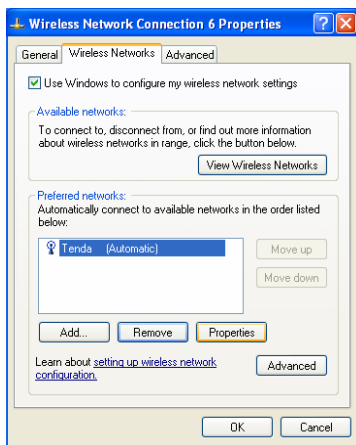 Wireless Network Connection 6 Properties
General Wireless Networks Advanced
Use Windows to configure my wireless network settings
Available networks:
To connect to, disconnect from, or find out more information
about wireless networks in range, click the button below.
View Wireless Networks
Preferred networks:
Automatically connect to available networks in the order listed
below:
Tenda (Automatic)
Move up
Move down
Add... Remove Properties
Learn about setting up wireless network
configuration.
Advanced
OK Cancel